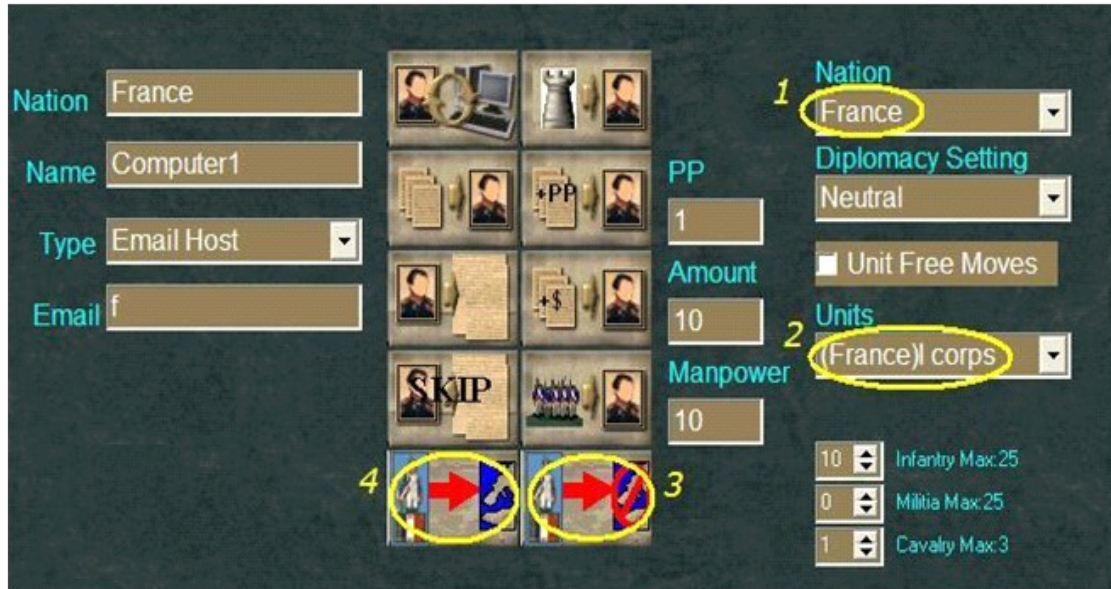 Nation France
Name Computer1
Type Email Host
Email f
+PP
+$
SKIP
4
3
PP
1
Amount
10
Manpower
10
1
Nation
France
Diplomacy Setting
Neutral
Unit Free Moves
Units
2
(France)I corps
10 Infantry Max:25
0 Militia Max:25
1 Cavalry Max:3